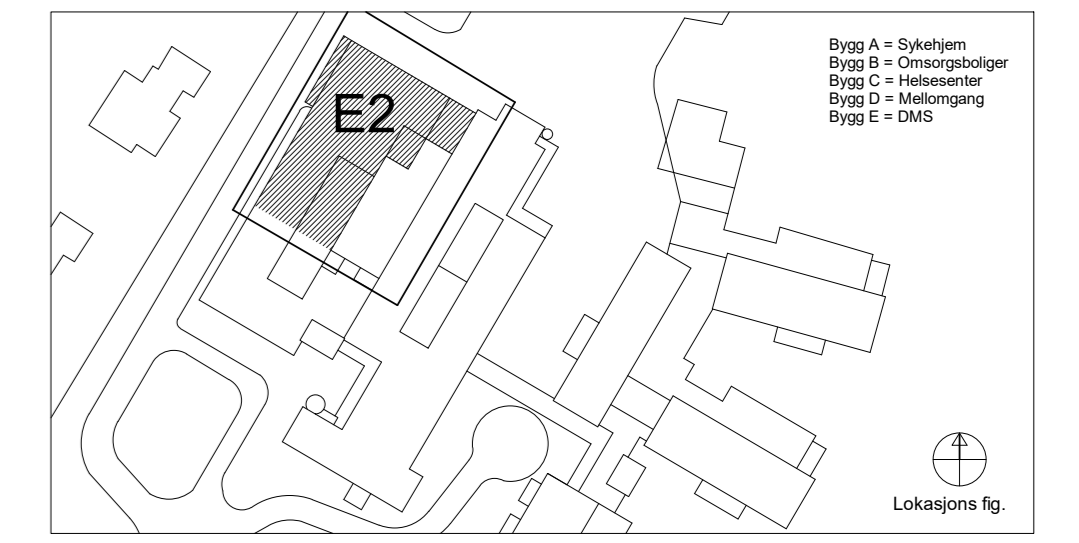 E2
Bygg A = Sykehjem
Bygg B = Omsorgsboliger
Bygg C = Helsesenter
Bygg D = Mellomgang
Bygg E = DMS
Lokasjons fig.